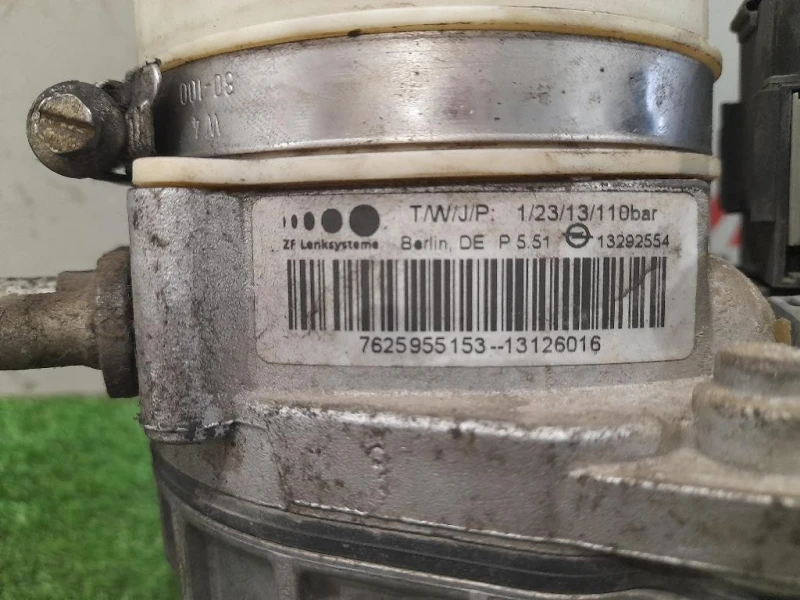 80-100
W4
T/W/J/P: 1/23/13/110bar
ZF Lenksysteme Berlin, DE P 5.51 13292554
7625955153--13126016